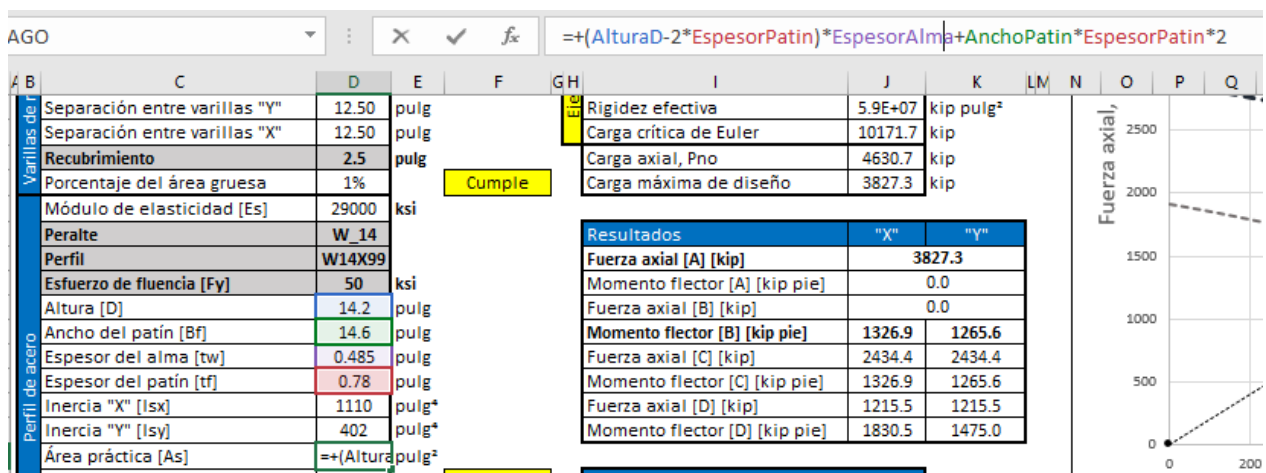 AGO fx =+(AlturaD-2*EspesorPatin)*EspesorAlma+AnchoPatin*EspesorPatin*2
B C D E F G H I J K L M N O P Q
Varillas de r
Separación entre varillas "Y" 12.50 pulg
Separación entre varillas "X" 12.50 pulg
Recubrimiento 2.5 pulg
Porcentaje del área gruesa 1% Cumple
Eje
Rigidez efectiva 5.9E+07 kip pulg²
Carga crítica de Euler 10171.7 kip
Carga axial, Pno 4630.7 kip
Carga máxima de diseño 3827.3 kip
Perfil de acero
Módulo de elasticidad [Es] 29000 ksi
Peralte W_14
Perfil W14X99
Esfuerzo de fluencia [Fy] 50 ksi
Altura [D] 14.2 pulg
Ancho del patín [Bf] 14.6 pulg
Espesor del alma [tw] 0.485 pulg
Espesor del patín [tf] 0.78 pulg
Inercia "X" [Isx] 1110 pulg⁴
Inercia "Y" [Isy] 402 pulg⁴
Área práctica [As] =+(Altura pulg²
Resultados "X" "Y"
Fuerza axial [A] [kip] 3827.3
Momento flector [A] [kip pie] 0.0
Fuerza axial [B] [kip] 0.0
Momento flector [B] [kip pie] 1326.9 1265.6
Fuerza axial [C] [kip] 2434.4 2434.4
Momento flector [C] [kip pie] 1326.9 1265.6
Fuerza axial [D] [kip] 1215.5 1215.5
Momento flector [D] [kip pie] 1830.5 1475.0
Fuerza axial,
2500
2000
1500
1000
500
0
0 200